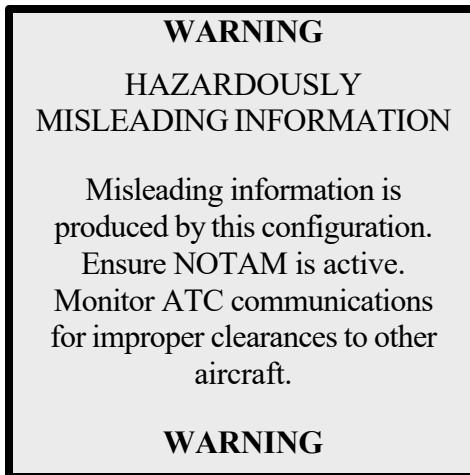 WARNING
HAZARDOUSLY
MISLEADING INFORMATION
Misleading information is
produced by this configuration.
Ensure NOTAM is active.
Monitor ATC communications
for improper clearances to other
aircraft.
WARNING